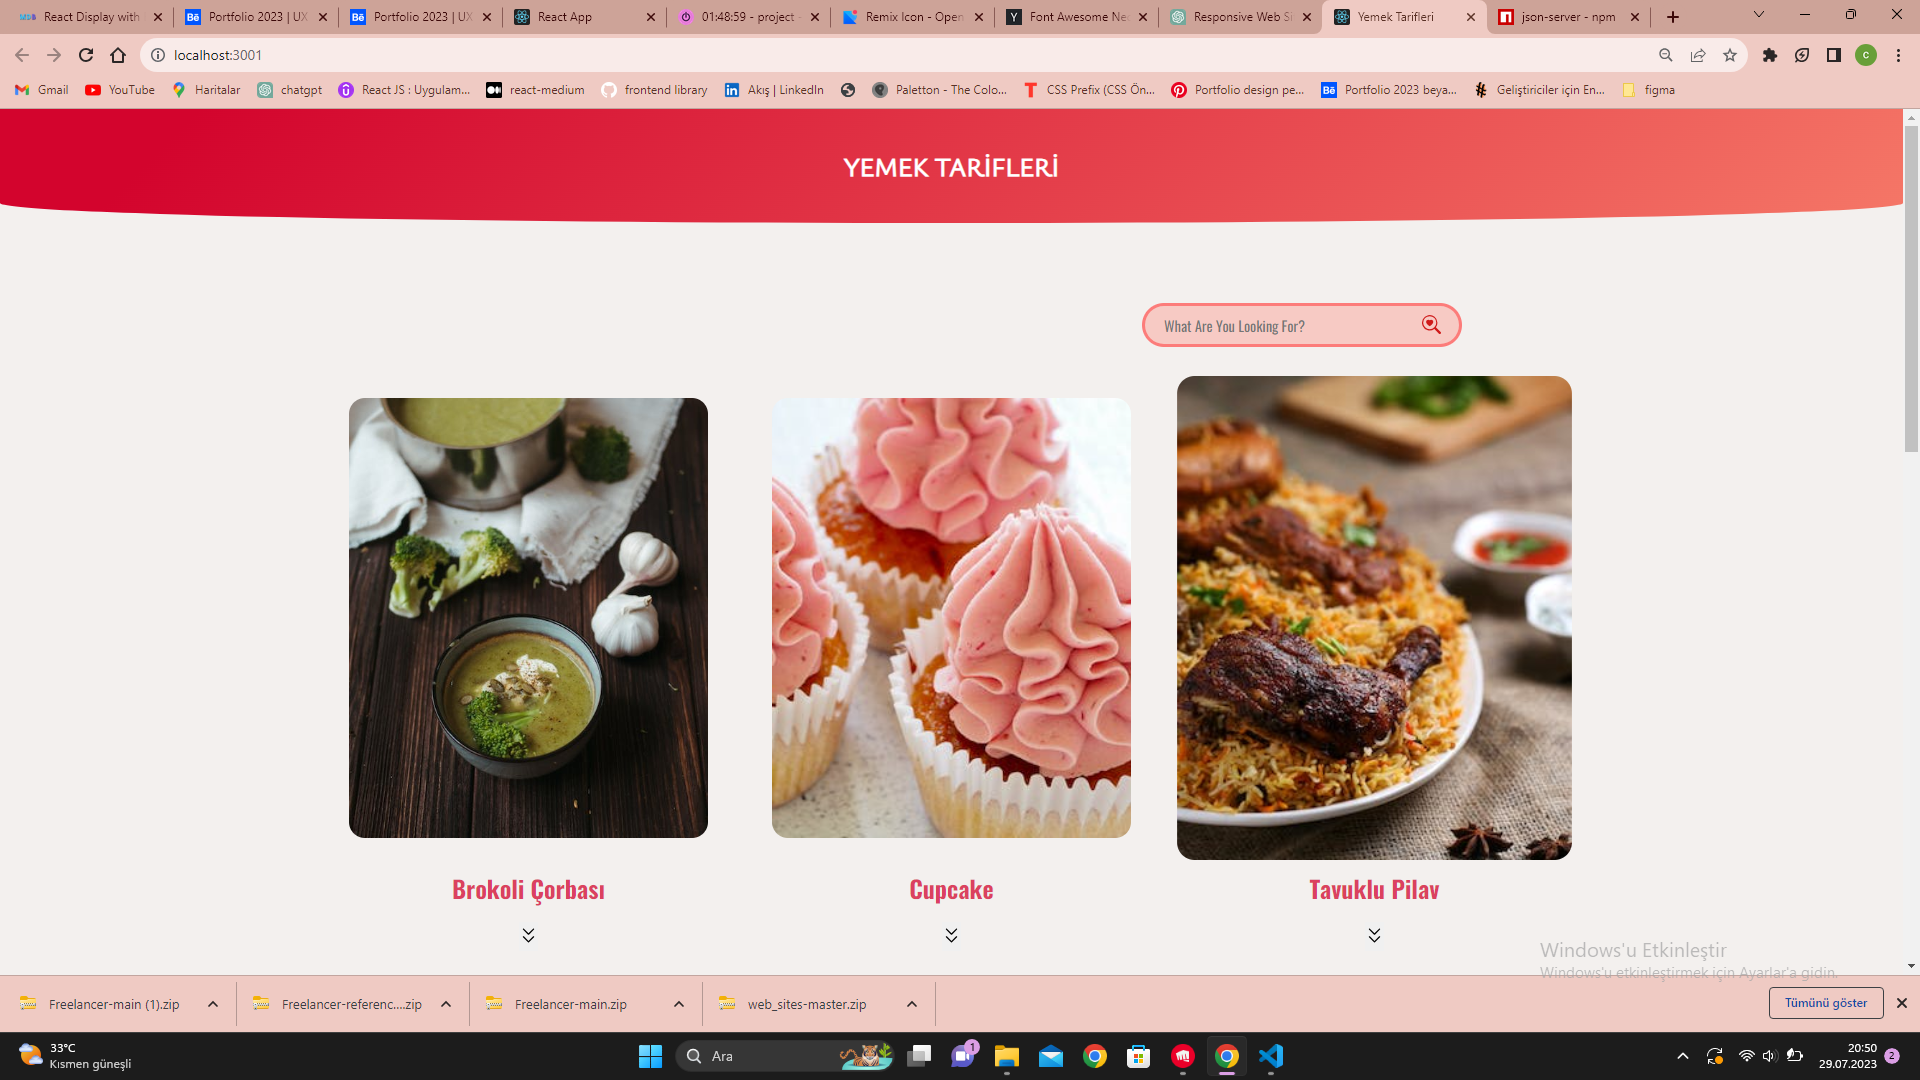 React Display with
Portfolio 2023 | UX
Portfolio 2023 | UX
React App
01:48:59 - project
Remix Icon - Open
Font Awesome Ne
Responsive Web Si
Yemek Tarifleri
json-server - npm
localhost:3001
C
Gmail
YouTube
Haritalar
chatgpt
React JS : Uygulam...
react-medium
frontend library
Akış | LinkedIn
Paletton - The Colo...
CSS Prefix (CSS Ön...
Portfolio design pe...
Portfolio 2023 beya...
Geliştiriciler için En...
figma
YEMEK TARİFLERİ
What Are You Looking For?
Brokoli Çorbası
Cupcake
Tavuklu Pilav
Windows'u Etkinleştir
Windows'u etkinleştirmek için Ayarlar'a gidin.
Freelancer-main (1).zip
Freelancer-referenc....zip
Freelancer-main.zip
web_sites-master.zip
Tümünü göster
33°C
Kısmen güneşli
Ara
1
20:50
29.07.2023
2